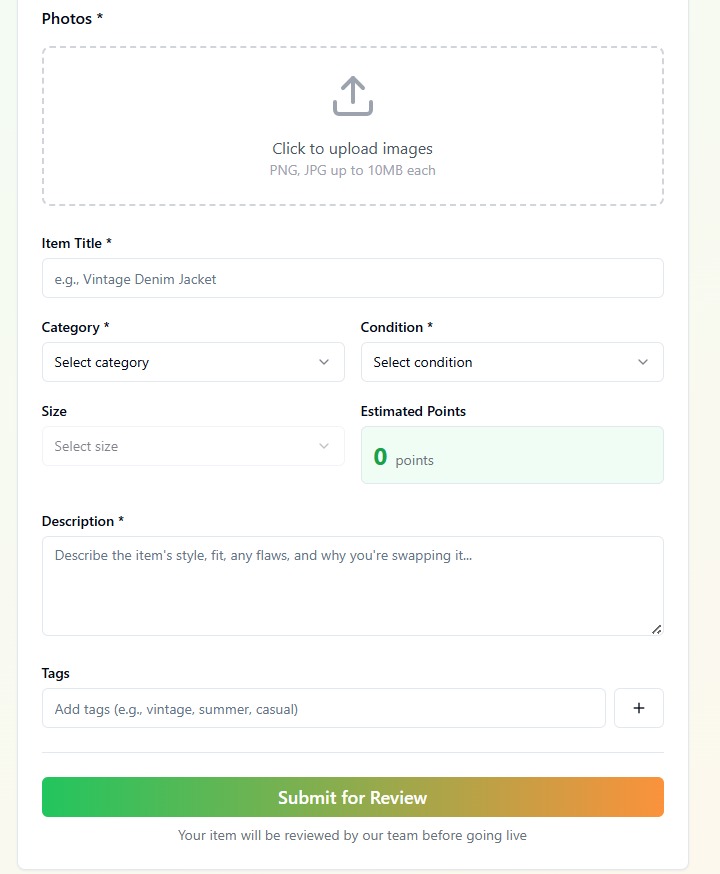 Photos *
Click to upload images
PNG, JPG up to 10MB each
Item Title *
e.g., Vintage Denim Jacket
Category *
Condition *
Select category
Select condition
Size
Estimated Points
Select size
0 points
Description *
Describe the item's style, fit, any flaws, and why you're swapping it...
Tags
Add tags (e.g., vintage, summer, casual)
+
Submit for Review
Your item will be reviewed by our team before going live